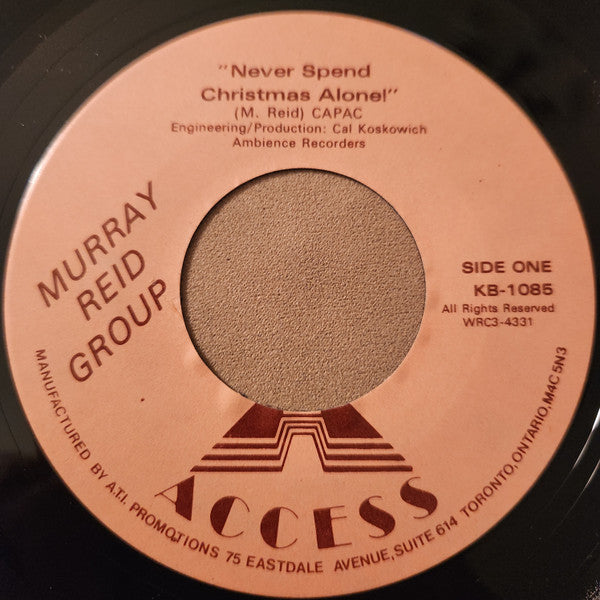 "Never Spend
Christmas Alone!"
(M. Reid) CAPAC
Engineering/Production: Cal Koskowich
Ambience Recorders
MURRAY
REID
GROUP
SIDE ONE
KB-1085
All Rights Reserved
WRC3-4331
ACCESS
MANUFACTURED BY A.T.I. PROMOTIONS 75 EASTDALE AVENUE, SUITE 614 TORONTO, ONTARIO, M4C 5N3